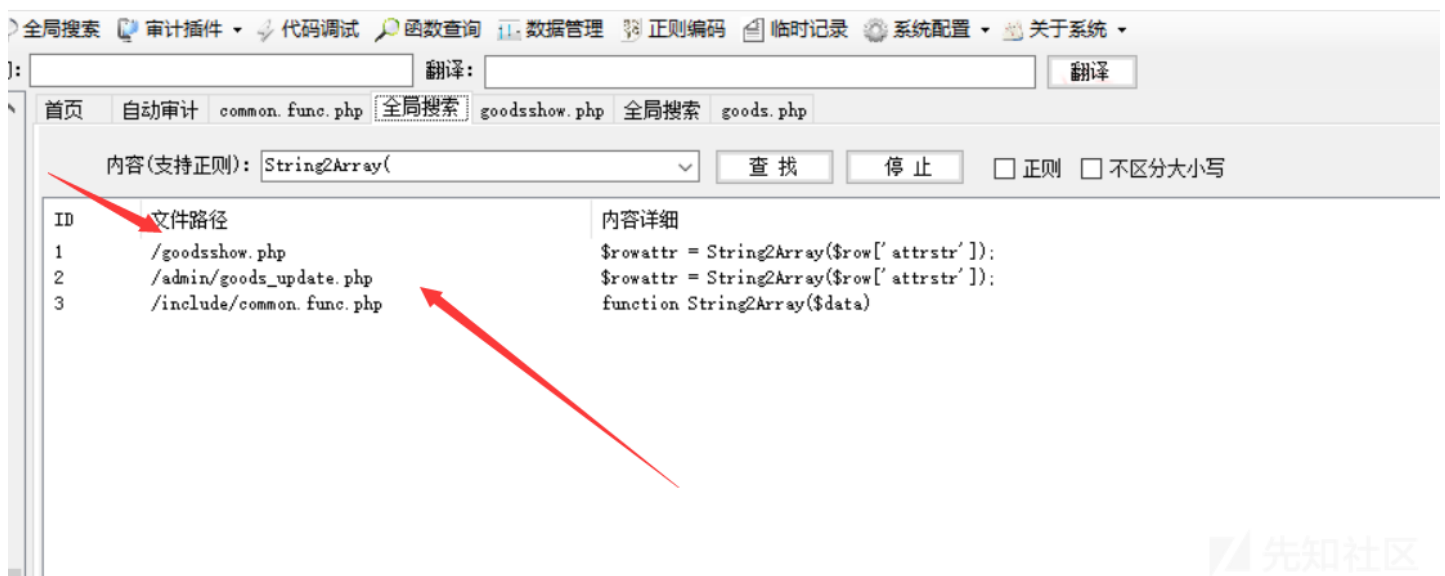 全局搜索 审计插件 代码调试 函数查询 数据管理 正则编码 临时记录 系统配置 关于系统
翻译: 翻译
首页 自动审计 common.func.php 全局搜索 goodsshow.php 全局搜索 goods.php
内容(支持正则): String2Array( 查 找 停 止 正则 不区分大小写
ID 文件路径 内容详细
1 /goodsshow.php $rowattr = String2Array($row['attrstr']);
2 /admin/goods_update.php $rowattr = String2Array($row['attrstr']);
3 /include/common.func.php function String2Array($data)
先知社区